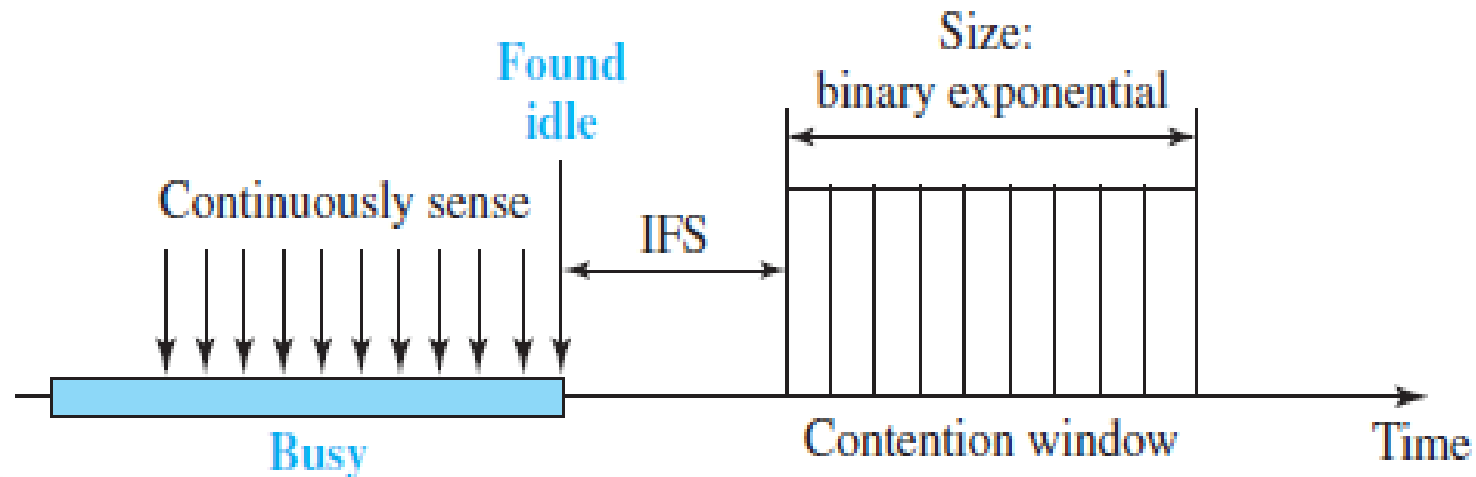 Size:
binary exponential
Found
idle
Continuously sense
IFS
Busy
Contention window
Time